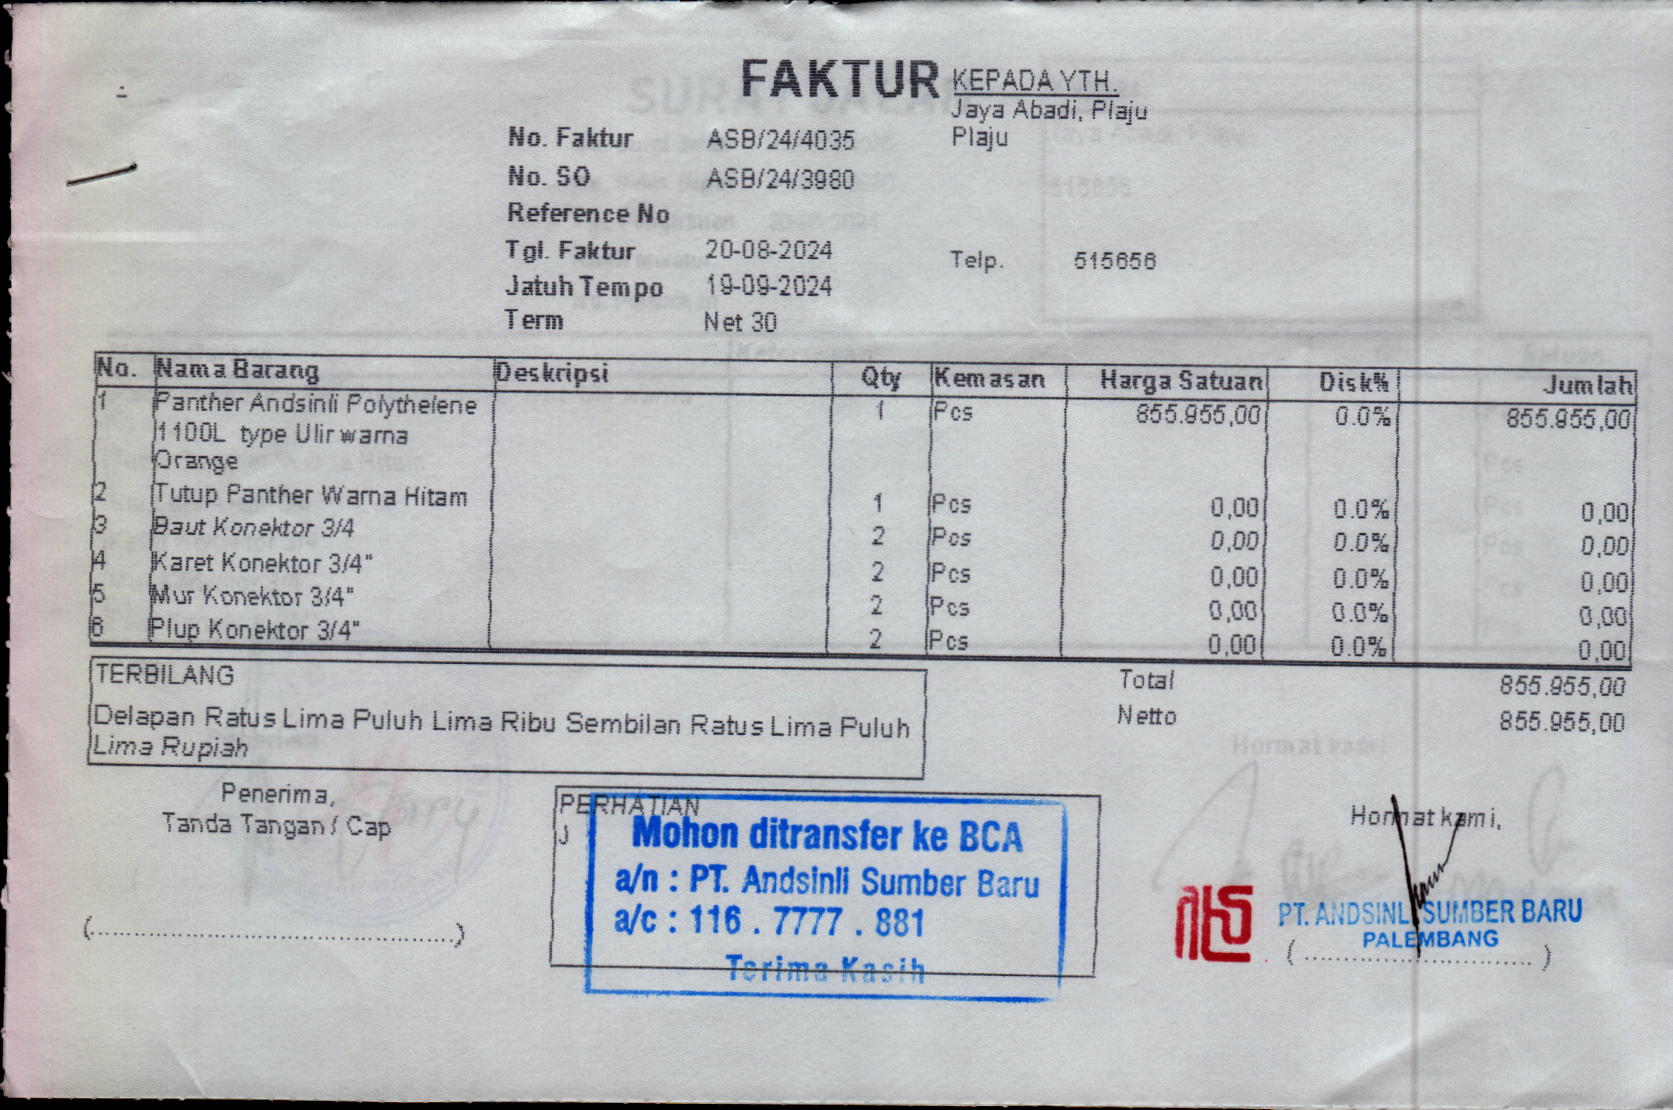 FAKTUR
KEPADA YTH.
Jaya Abadi, Plaju
Plaju
Telp. 515656
No. Faktur ASB/24/4035
No. SO ASB/24/3980
Reference No
Tgl. Faktur 20-08-2024
Jatuh Tempo 19-09-2024
Term Net 30
No. Nama Barang Deskripsi Qty Kemasan Harga Satuan Disk% Jumlah
1 Panther Andsinli Polythelene 1 Pcs 855.955,00 0.0% 855.955,00
1100L type Ulir warna
Orange
2 Tutup Panther Warna Hitam 1 Pcs 0,00 0.0% 0,00
3 Baut Konektor 3/4 2 Pcs 0,00 0.0% 0,00
4 Karet Konektor 3/4" 2 Pcs 0,00 0.0% 0,00
5 Mur Konektor 3/4" 2 Pcs 0,00 0.0% 0,00
6 Plup Konektor 3/4" 2 Pcs 0,00 0.0% 0,00
TERBILANG
Delapan Ratus Lima Puluh Lima Ribu Sembilan Ratus Lima Puluh
Lima Rupiah
Total 855.955,00
Netto 855.955,00
Penerima,
Tanda Tangan / Cap
(..........................................................)
PERHATIAN
J
Mohon ditransfer ke BCA
a/n : PT. Andsinli Sumber Baru
a/c : 116 . 7777 . 881
Terima Kasih
Hormat kami,
PT. ANDSINLI SUMBER BARU
PALEMBANG
( .................................. )